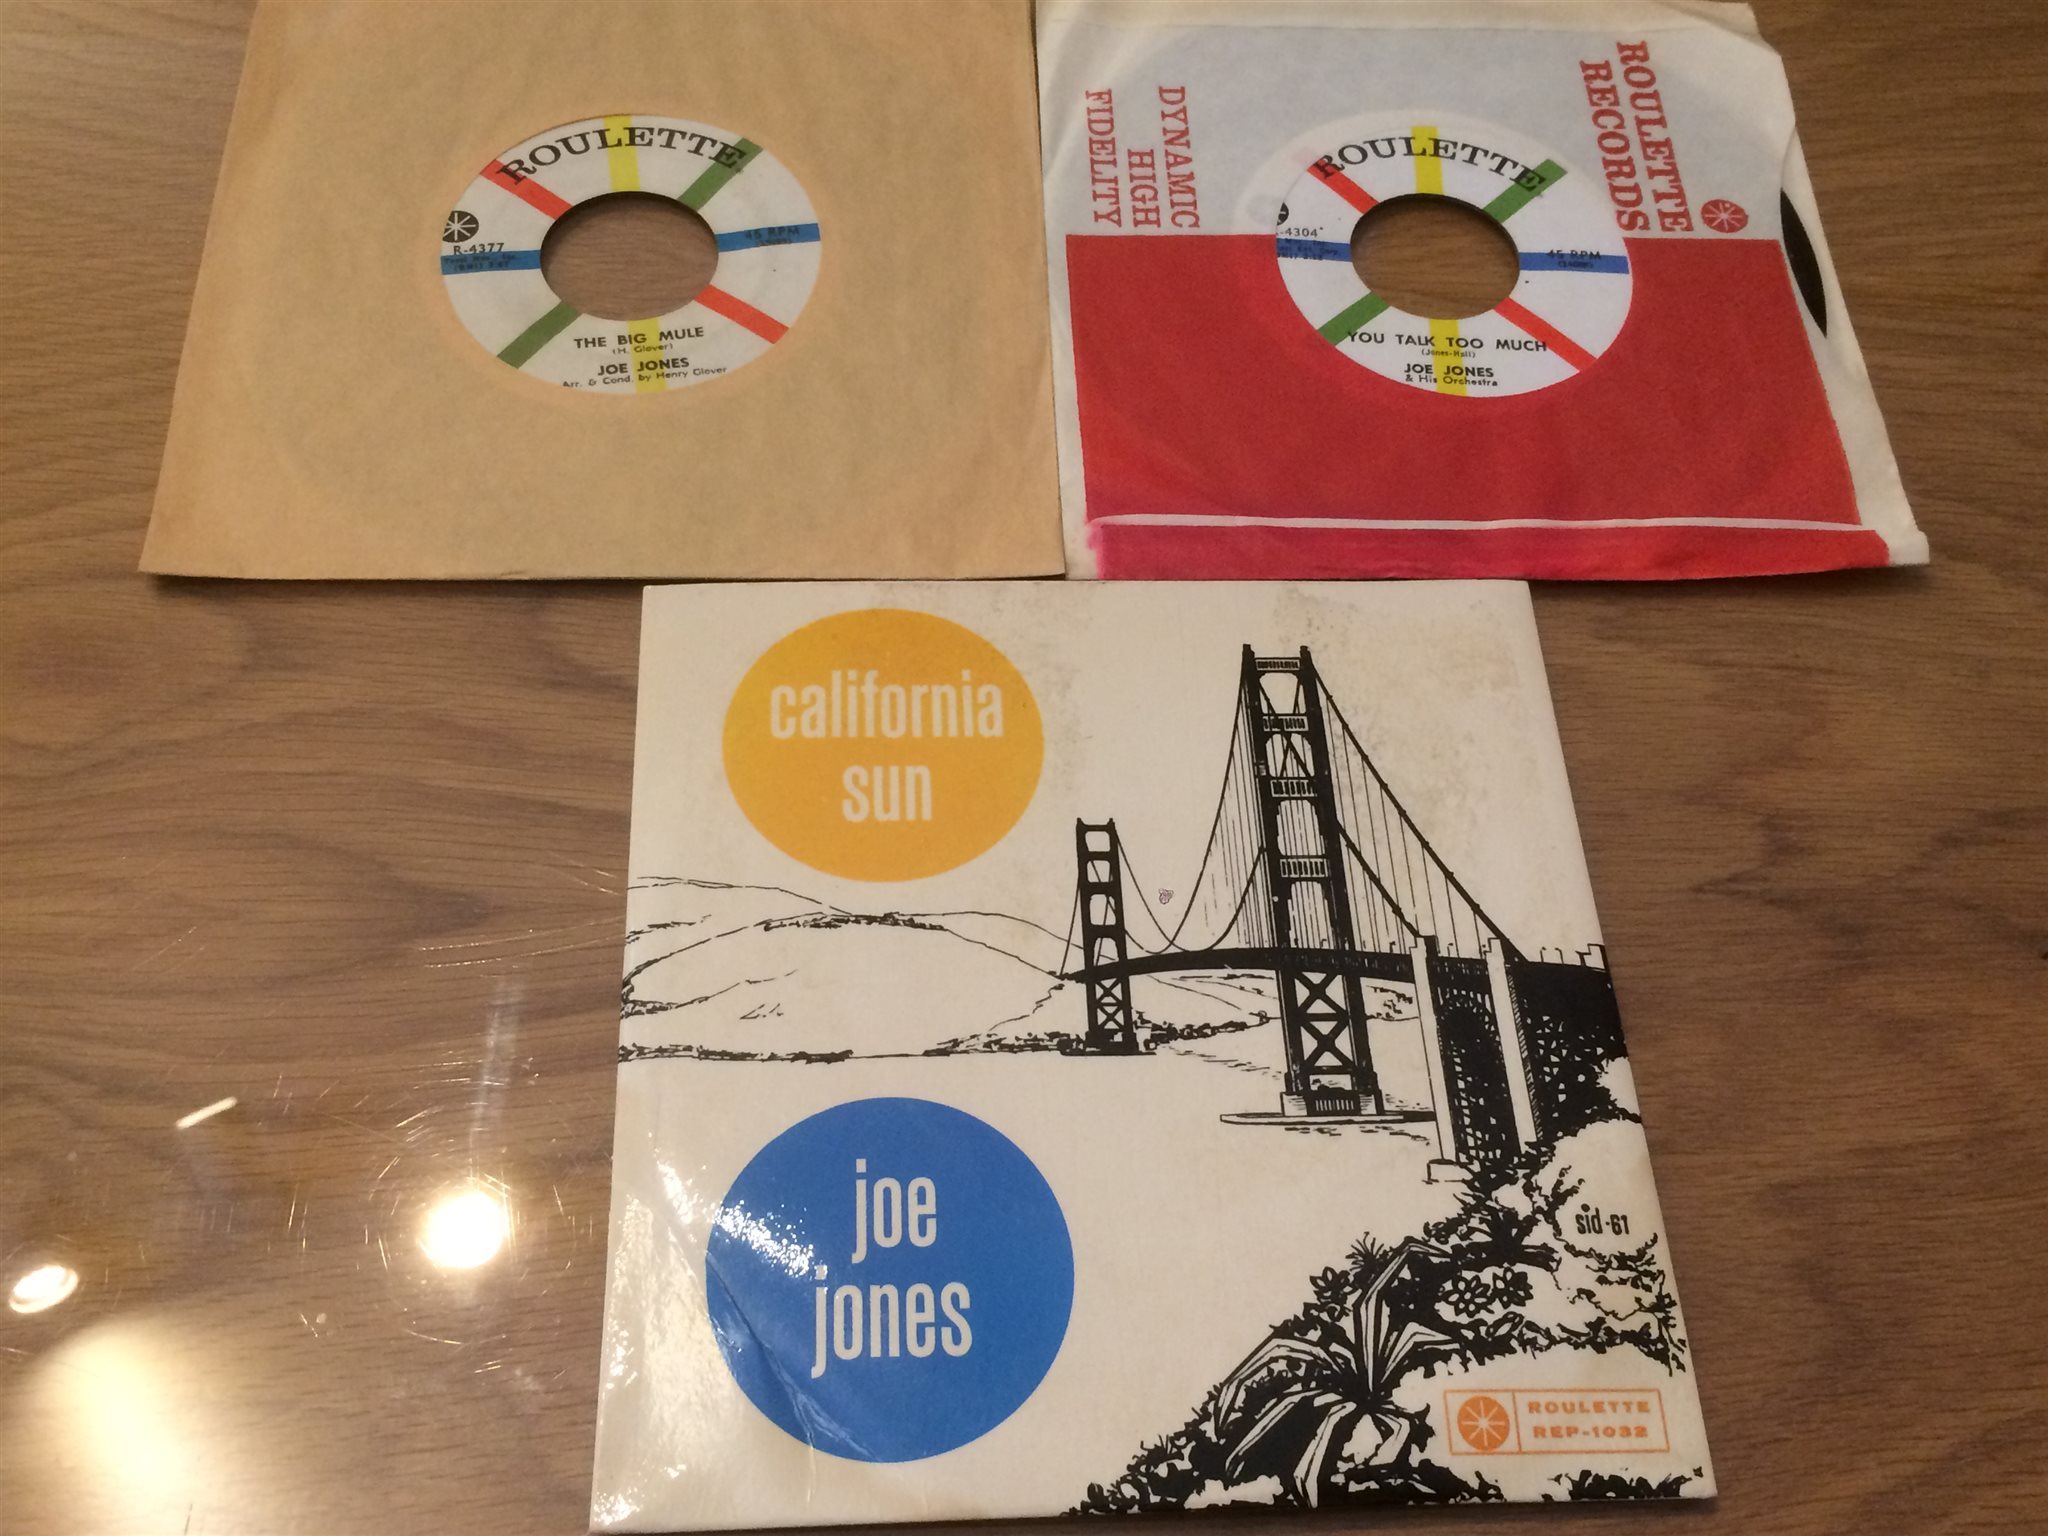 ROULETTE
R-4377
45 RPM
THE BIG MULE
(H. Glover)
JOE JONES
Arr. & Cond. by Henry Glover
ROULETTE
RECORDS
DYNAMIC
HIGH
FIDELITY
ROULETTE
-4304
45 RPM
YOU TALK TOO MUCH
(Jones-Hall)
JOE JONES
& His Orchestra
california
sun
joe
jones
sid-61
ROULETTE
REP-1032